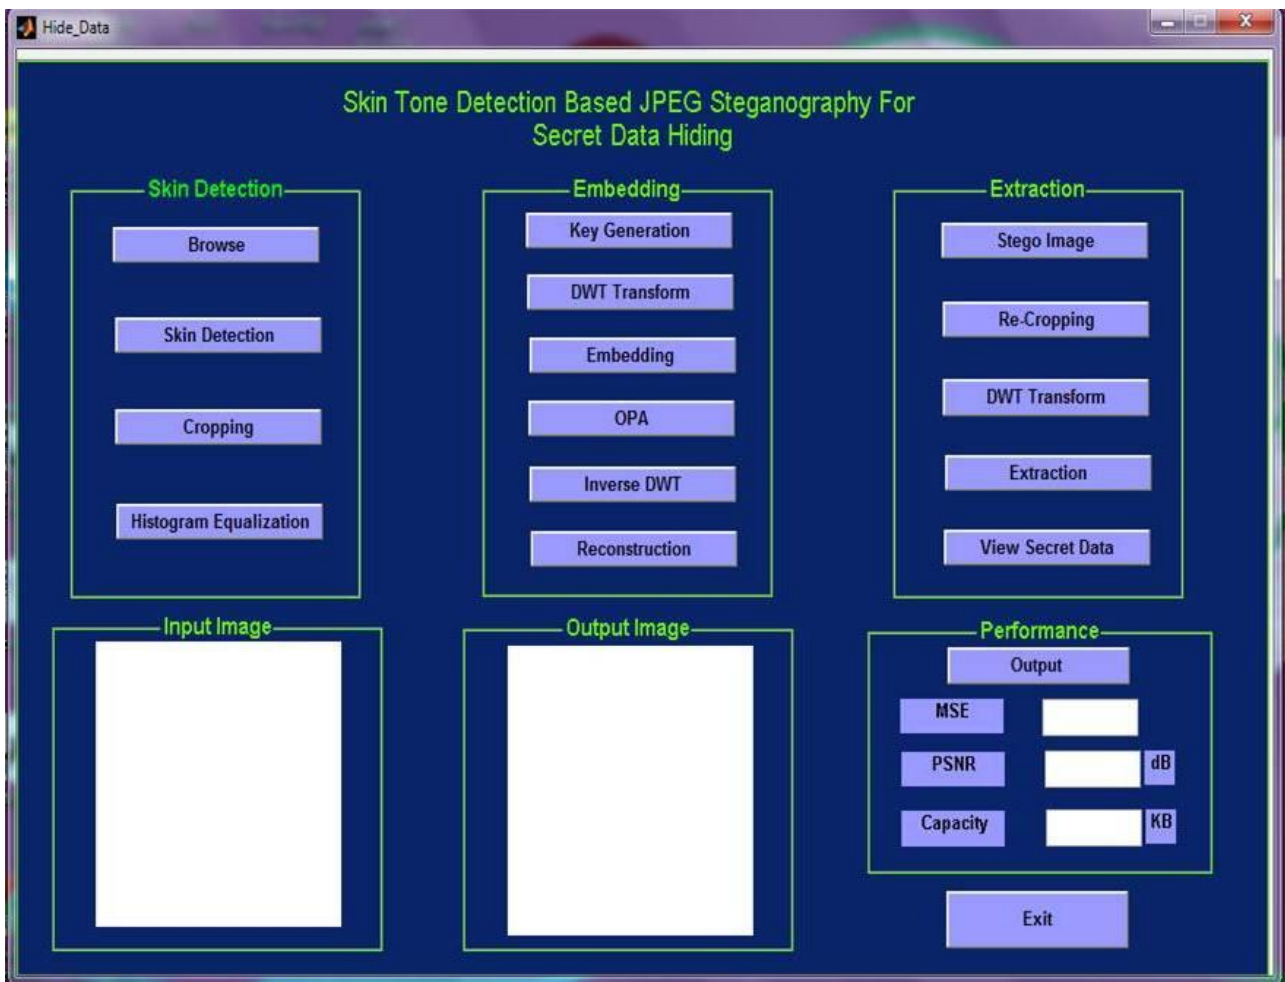 Hide_Data
Skin Tone Detection Based JPEG Steganography For
Secret Data Hiding
Skin Detection
Browse
Skin Detection
Cropping
Histogram Equalization
Embedding
Key Generation
DWT Transform
Embedding
OPA
Inverse DWT
Reconstruction
Extraction
Stego Image
Re-Cropping
DWT Transform
Extraction
View Secret Data
Input Image
Output Image
Performance
Output
MSE
PSNR
dB
Capacity
KB
Exit